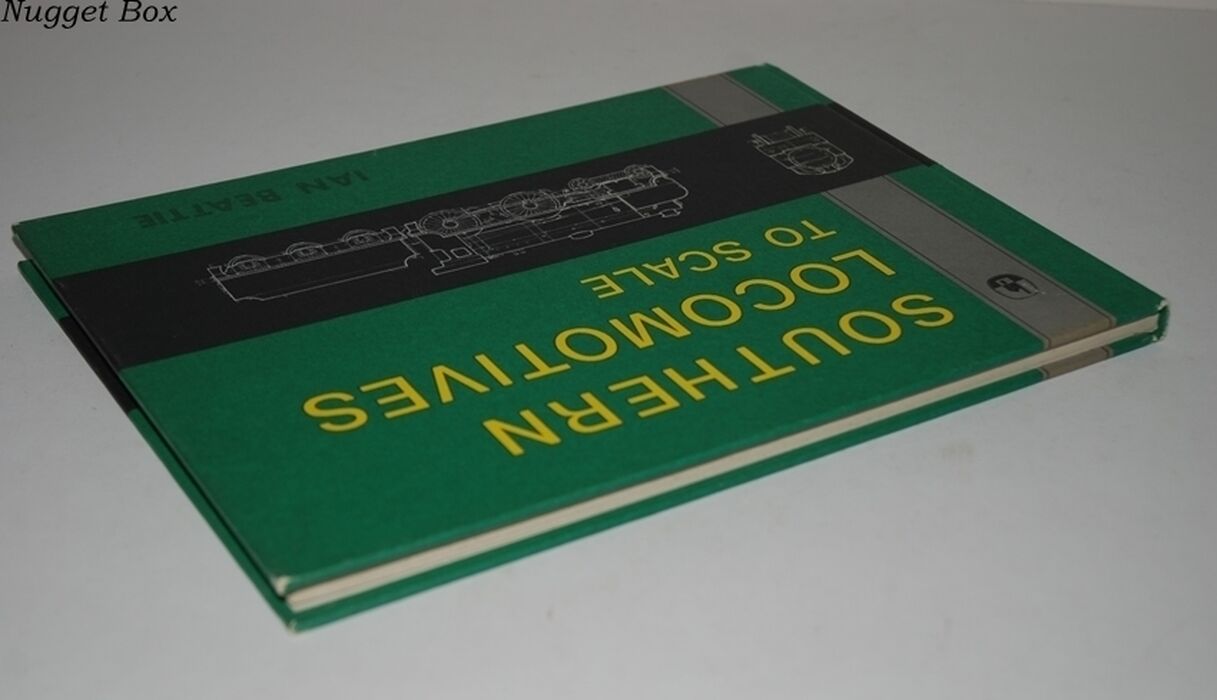 Nugget Box
SOUTHERN
LOCOMOTIVES
TO SCALE
IAN BEATTIE